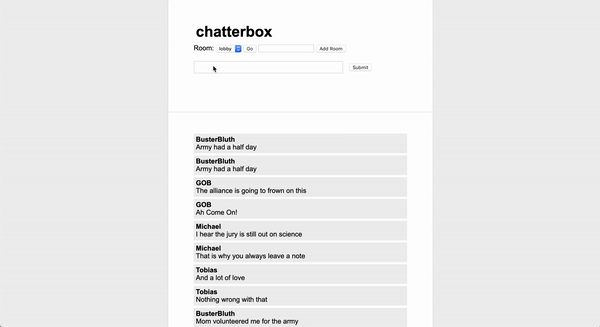 chatterbox
Room: lobby Go Add Room
Submit
BusterBluth
Army had a half day
BusterBluth
Army had a half day
GOB
The alliance is going to frown on this
GOB
Ah Come On!
Michael
I hear the jury is still out on science
Michael
That is why you always leave a note
Tobias
And a lot of love
Tobias
Nothing wrong with that
BusterBluth
Mom volunteered me for the army